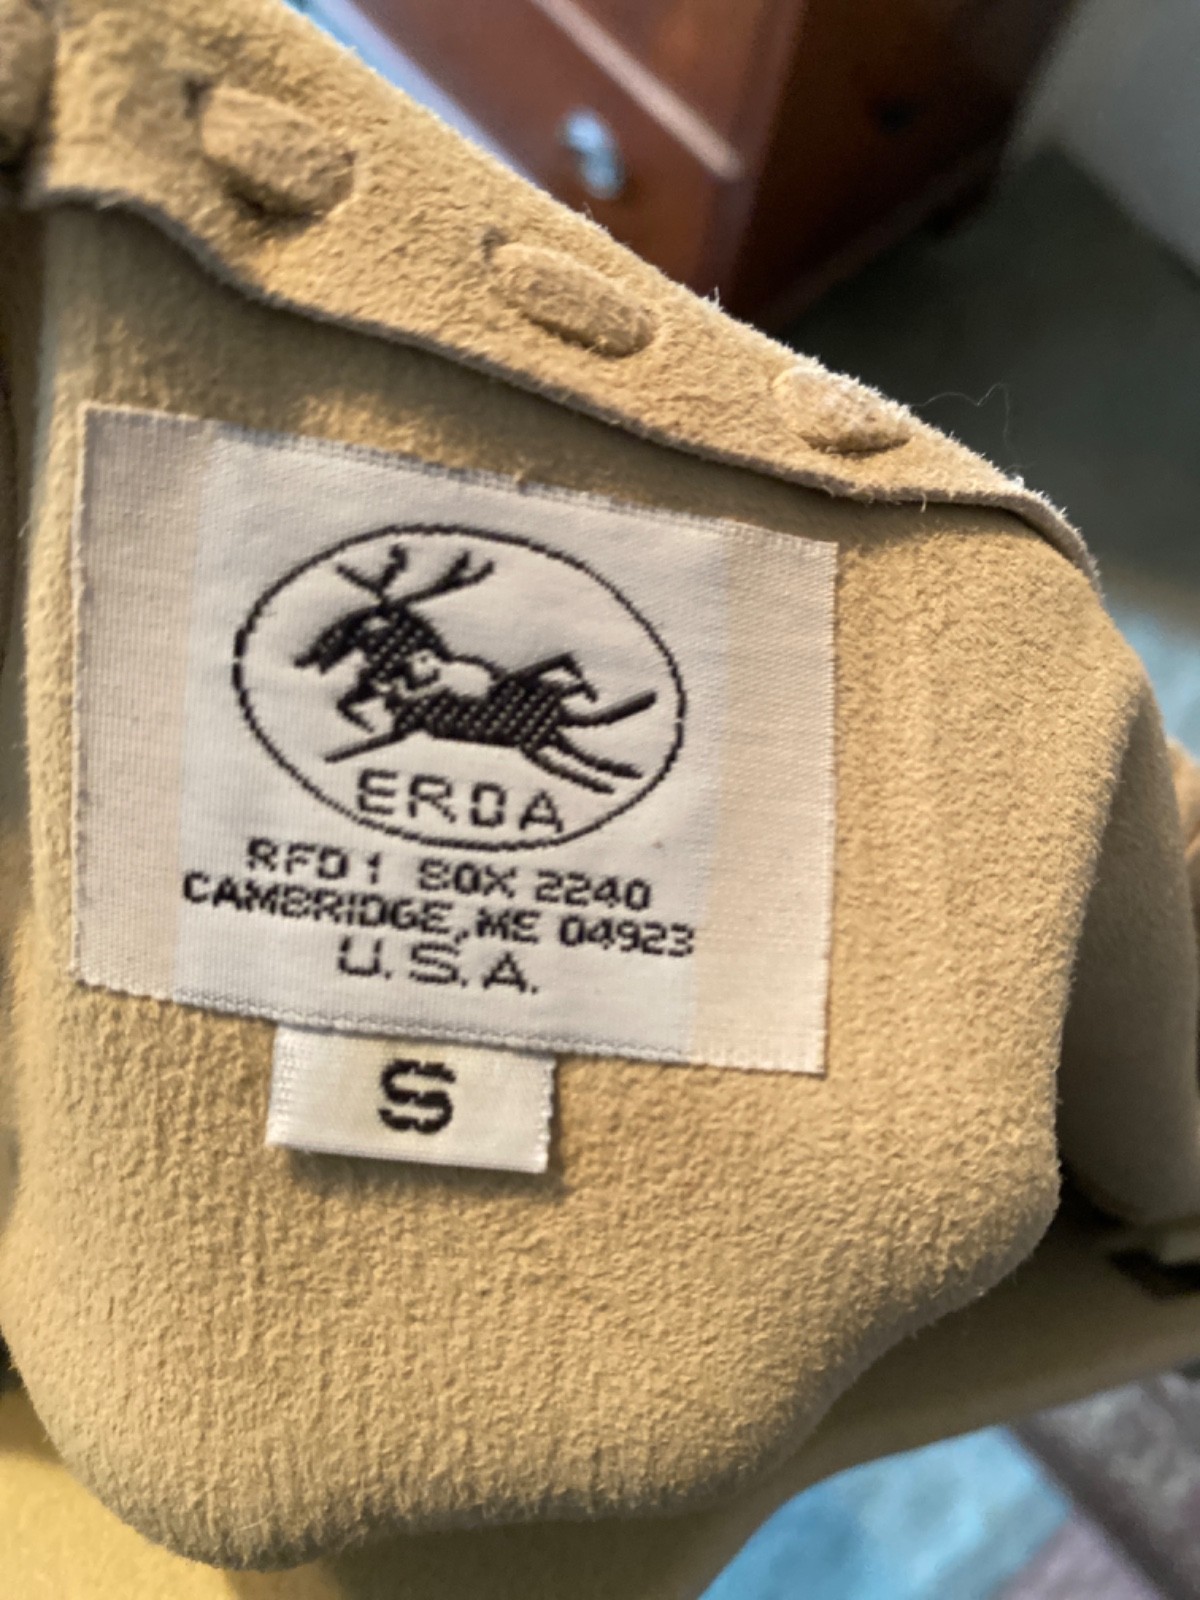 ERDA
RFD 1 BOX 2240
CAMBRIDGE, ME 04923
U.S.A.
S